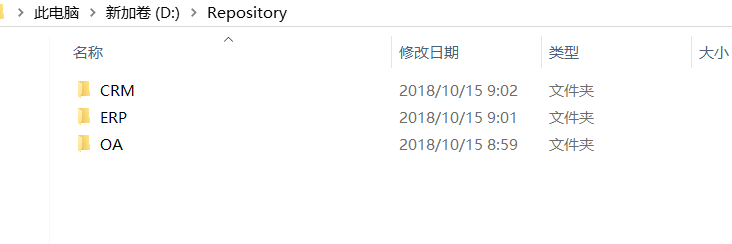 此电脑 > 新加卷 (D:) > Repository
名称 修改日期 类型 大小
CRM 2018/10/15 9:02 文件夹
ERP 2018/10/15 9:01 文件夹
OA 2018/10/15 8:59 文件夹